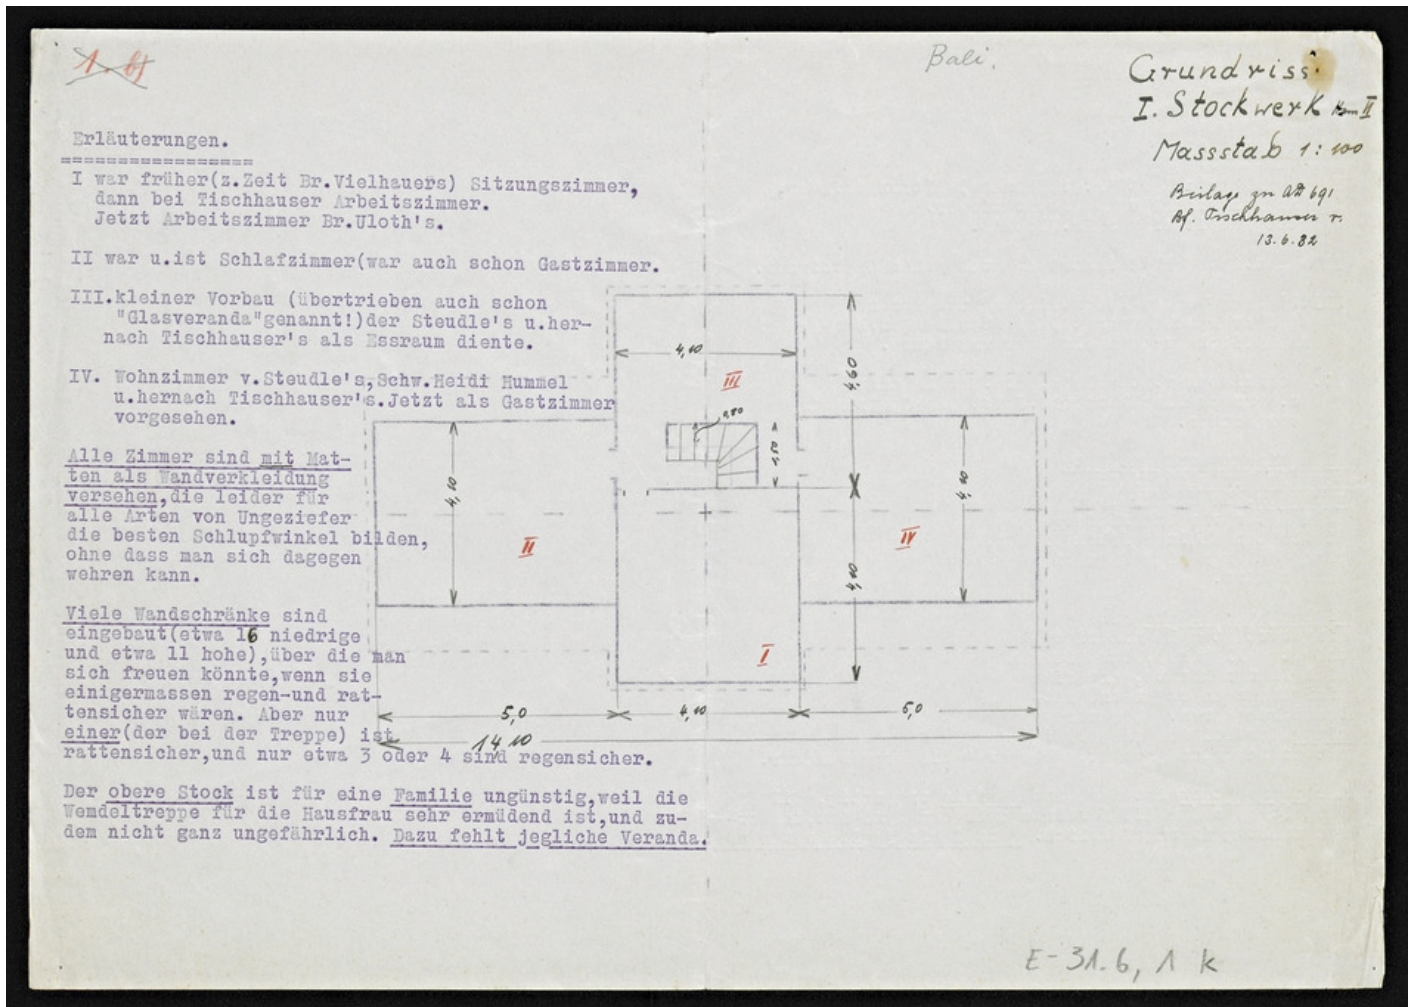 1.
Bali.
Grundriss
I. Stockwerk
Massstab 1:100
Beilage zu
Bf. Tischhauser v.
13.6.32
Erläuterungen.
=================
I war früher(z.Zeit Br.Vielhauers) Sitzungszimmer,
dann bei Tischhauser Arbeitszimmer.
Jetzt Arbeitszimmer Br.Uloth's.
II war u.ist Schlafzimmer(war auch schon Gastzimmer.
III.kleiner Vorbau (übertrieben auch schon
"Glasveranda"genannt!)der Steudle's u.her-
nach Tischhauser's als Essraum diente.
IV. Wohnzimmer v.Steudle's,Schw.Heidi Hummel
u.hernach Tischhauser's.Jetzt als Gastzimmer
vorgesehen.
Alle Zimmer sind mit Mat-
ten als Wandverkleidung
versehen,die leider für
alle Arten von Ungeziefer
die besten Schlupfwinkel bilden,
ohne dass man sich dagegen
wehren kann.
Viele Wandschränke sind
eingebaut(etwa 16 niedrige
und etwa 11 hohe),über die man
sich freuen könnte,wenn sie
einigermassen regen-und rat-
tensicher wären. Aber nur
einer(der bei der Treppe) ist
rattensicher,und nur etwa 3 oder 4 sind regensicher.
Der obere Stock ist für eine Familie ungünstig,weil die
Wemdeltreppe für die Hausfrau sehr ermüdend ist,und zu-
dem nicht ganz ungefährlich. Dazu fehlt jegliche Veranda.
4,10
III
0,80
4,00
II
4,00
IV
4,00
I
5,0
4,10
5,0
14 10
E-31.6, 1 k